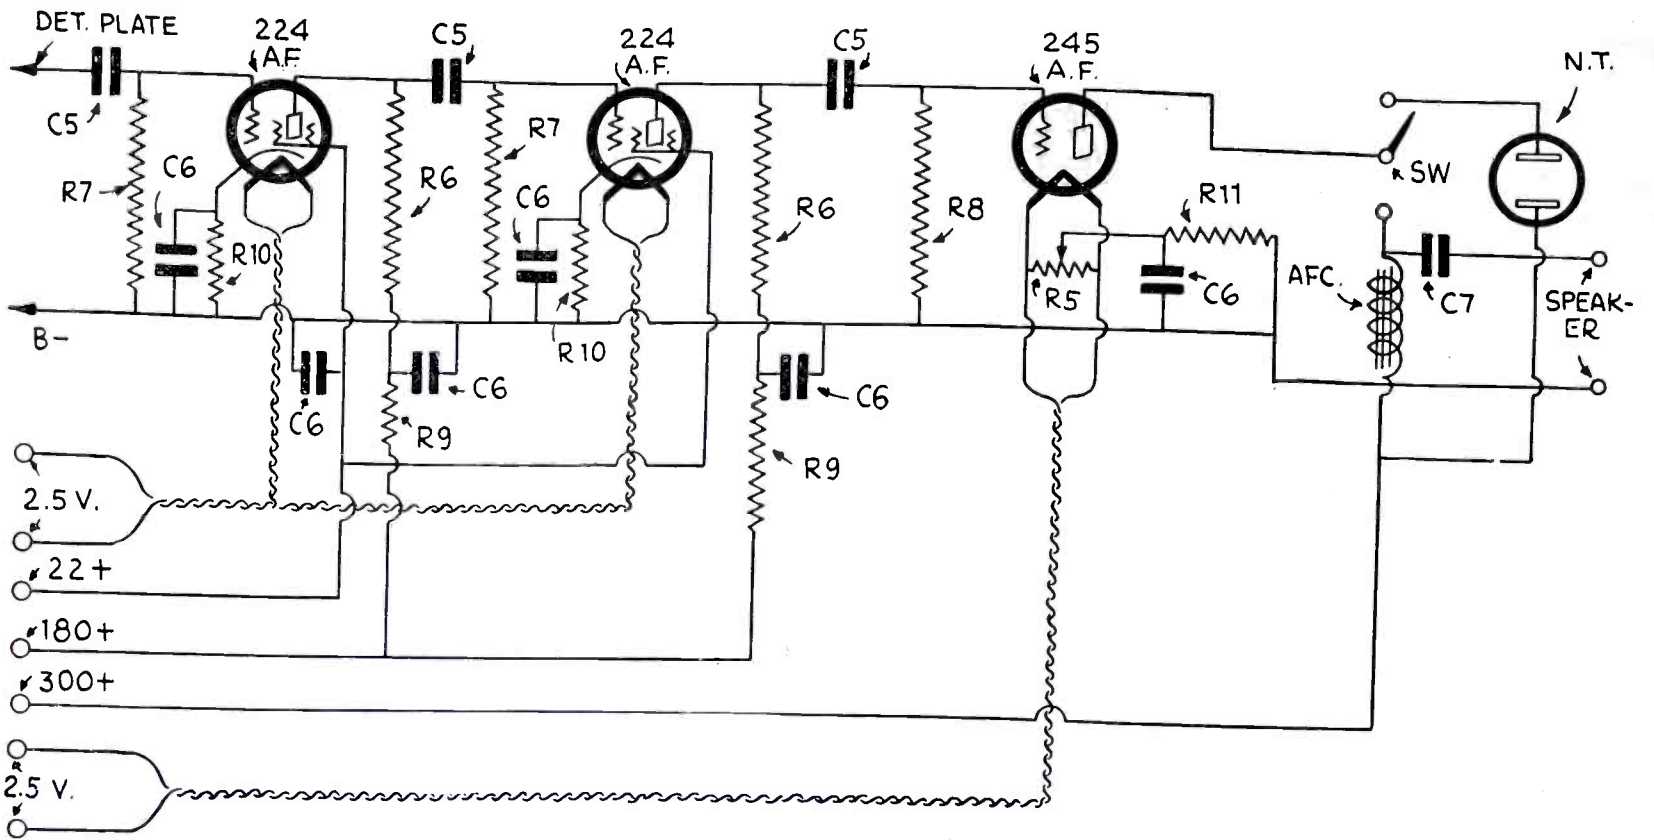 DET. PLATE
224
A.F.
C5
224
A.F.
C5
245
A.F.
N.T.
C5
R7
C6
R10
R6
R7
C6
R10
R6
R8
R11
R5
C6
SW
AFC.
C7
SPEAK-
ER
B-
C6
C6
R9
C6
R9
2.5 V.
22+
180+
300+
2.5 V.